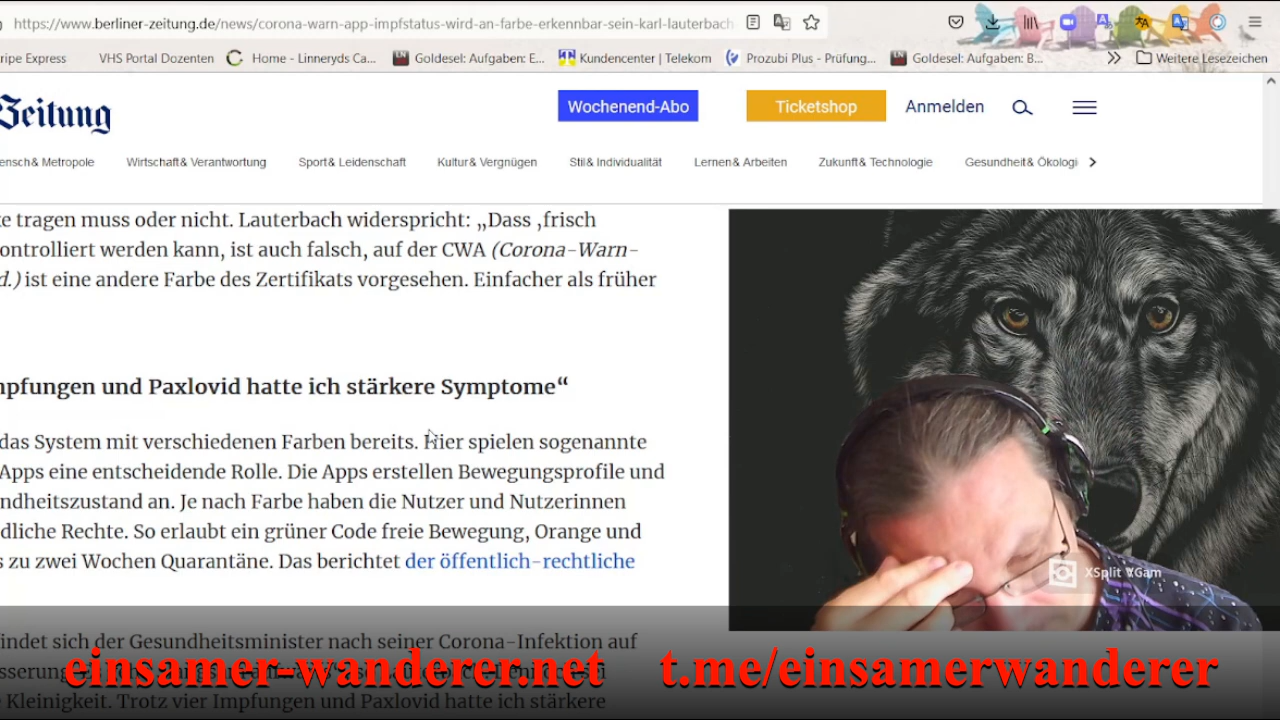 https://www.berliner-zeitung.de/news/corona-warn-app-impfstatus-wird-an-farbe-erkennbar-sein-karl-lauterbach
ripe Express VHS Portal Dozenten Home - Linneryds Ca... Goldesel: Aufgaben: E... Kundencenter | Telekom Prozubi Plus - Prüfung... Goldesel: Aufgaben: B... Weitere Lesezeichen
Zeitung Wochenend-Abo Ticketshop Anmelden
ensch & Metropole Wirtschaft & Verantwortung Sport & Leidenschaft Kultur & Vergnügen Stil & Individualität Lernen & Arbeiten Zukunft & Technologie Gesundheit & Ökologi
ke tragen muss oder nicht. Lauterbach widerspricht: „Dass ‚frisch
ontrolliert werden kann, ist auch falsch, auf der CWA (Corona-Warn-
d.) ist eine andere Farbe des Zertifikats vorgesehen. Einfacher als früher
mpfungen und Paxlovid hatte ich stärkere Symptome“
das System mit verschiedenen Farben bereits. Hier spielen sogenannte
Apps eine entscheidende Rolle. Die Apps erstellen Bewegungsprofile und
ndheitszustand an. Je nach Farbe haben die Nutzer und Nutzerinnen
dliche Rechte. So erlaubt ein grüner Code freie Bewegung, Orange und
s zu zwei Wochen Quarantäne. Das berichtet der öffentlich-rechtliche
XSplit VCam
indet sich der Gesundheitsminister nach seiner Corona-Infektion auf
sserung
einsamer-wanderer.net t.me/einsamerwanderer
e Kleinigkeit. Trotz vier Impfungen und Paxlovid hatte ich stärkere